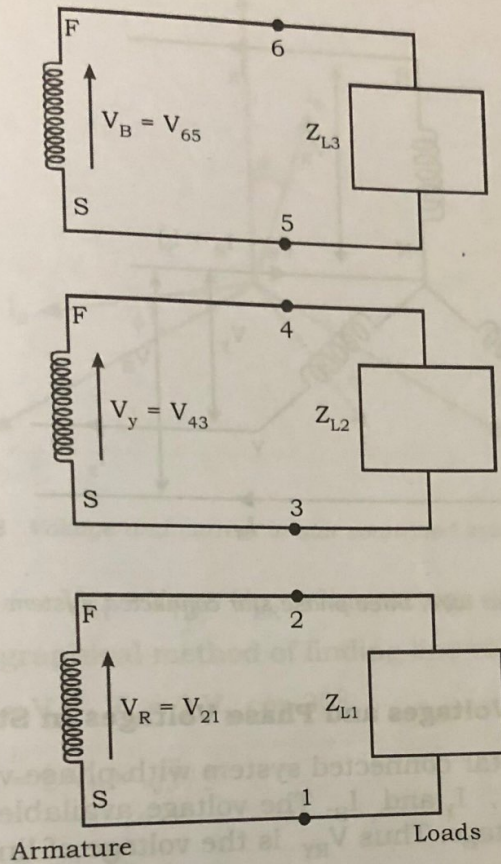 F
6
V_B = V_65
Z_L3
S
5
F
4
V_y = V_43
Z_L2
S
3
F
2
V_R = V_21
Z_L1
S
1
Armature
Loads